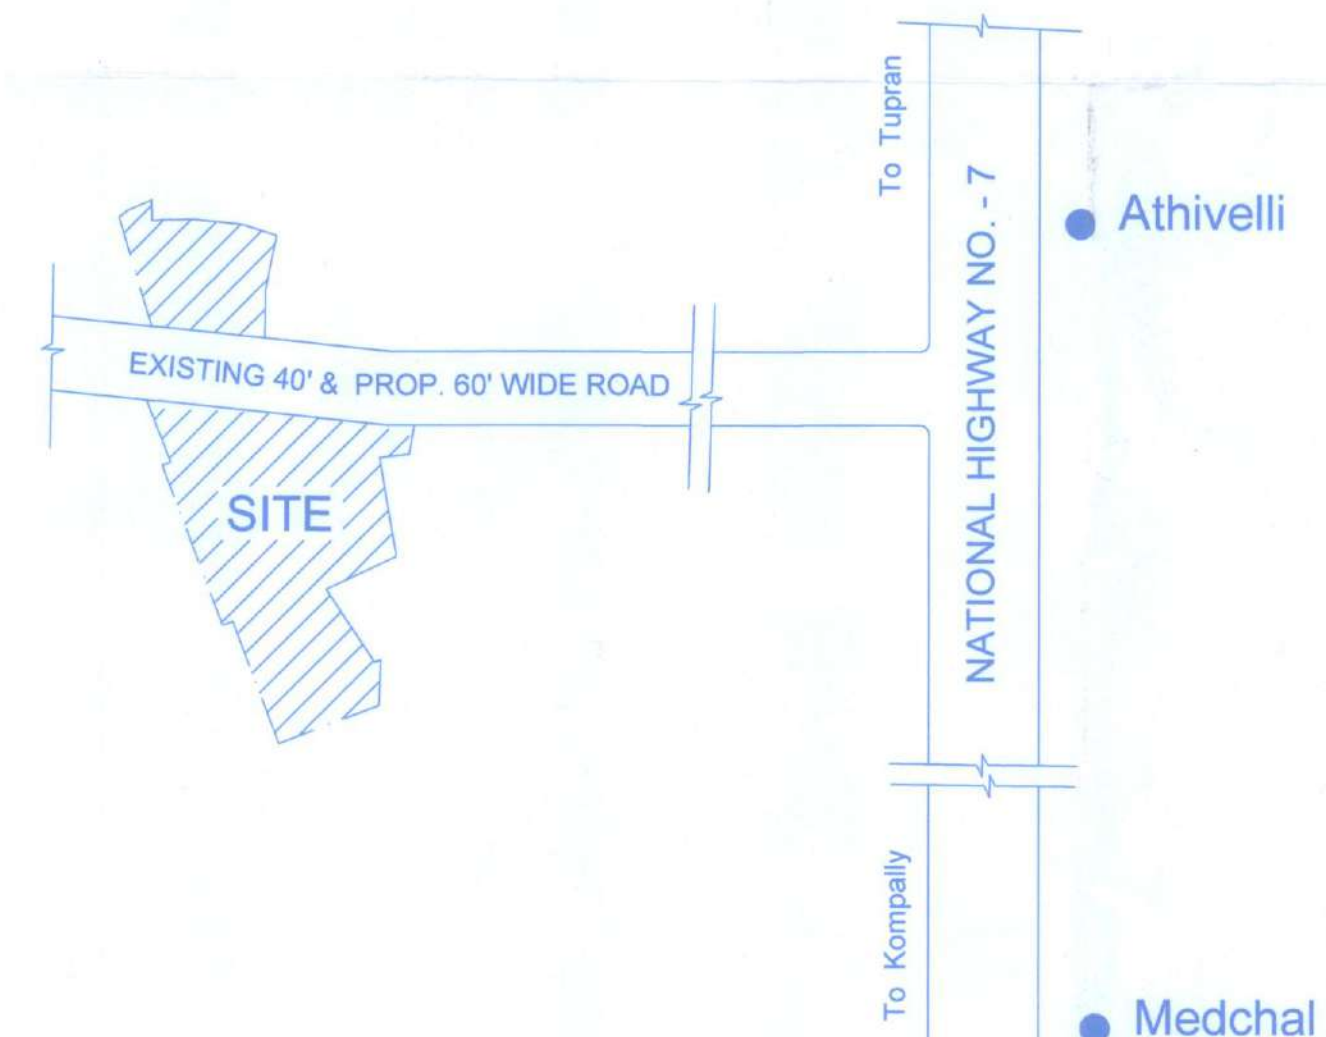 To Tupran
NATIONAL HIGHWAY NO. - 7
Athivelli
EXISTING 40' & PROP. 60' WIDE ROAD
SITE
To Kompally
Medchal